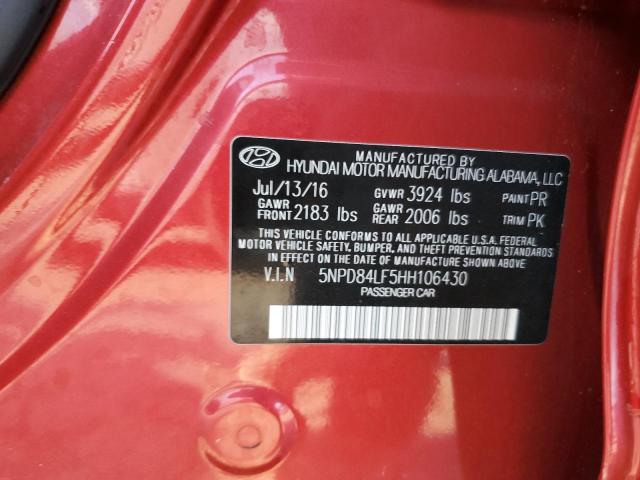 MANUFACTURED BY
HYUNDAI MOTOR MANUFACTURING ALABAMA, LLC
Jul/13/16 GVWR 3924 lbs PAINT PR
GAWR FRONT 2183 lbs GAWR REAR 2006 lbs TRIM PK
THIS VEHICLE CONFORMS TO ALL APPLICABLE U.S.A. FEDERAL
MOTOR VEHICLE SAFETY, BUMPER, AND THEFT PREVENTION STANDARDS
IN EFFECT ON THE DATE OF MANUFACTURE SHOWN ABOVE.
V.I.N 5NPD84LF5HH106430
PASSENGER CAR